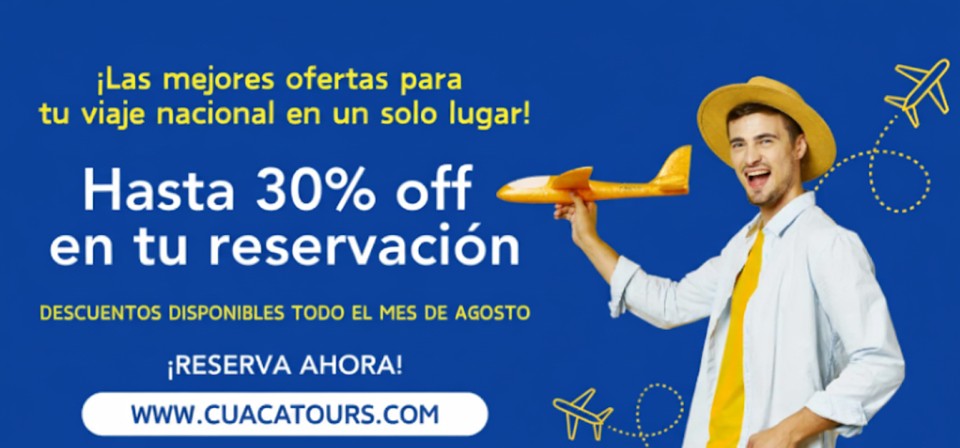 ¡Las mejores ofertas para
tu viaje nacional en un solo lugar!
Hasta 30% off
en tu reservación
DESCUENTOS DISPONIBLES TODO EL MES DE AGOSTO
¡RESERVA AHORA!
WWW.CUACATOURS.COM